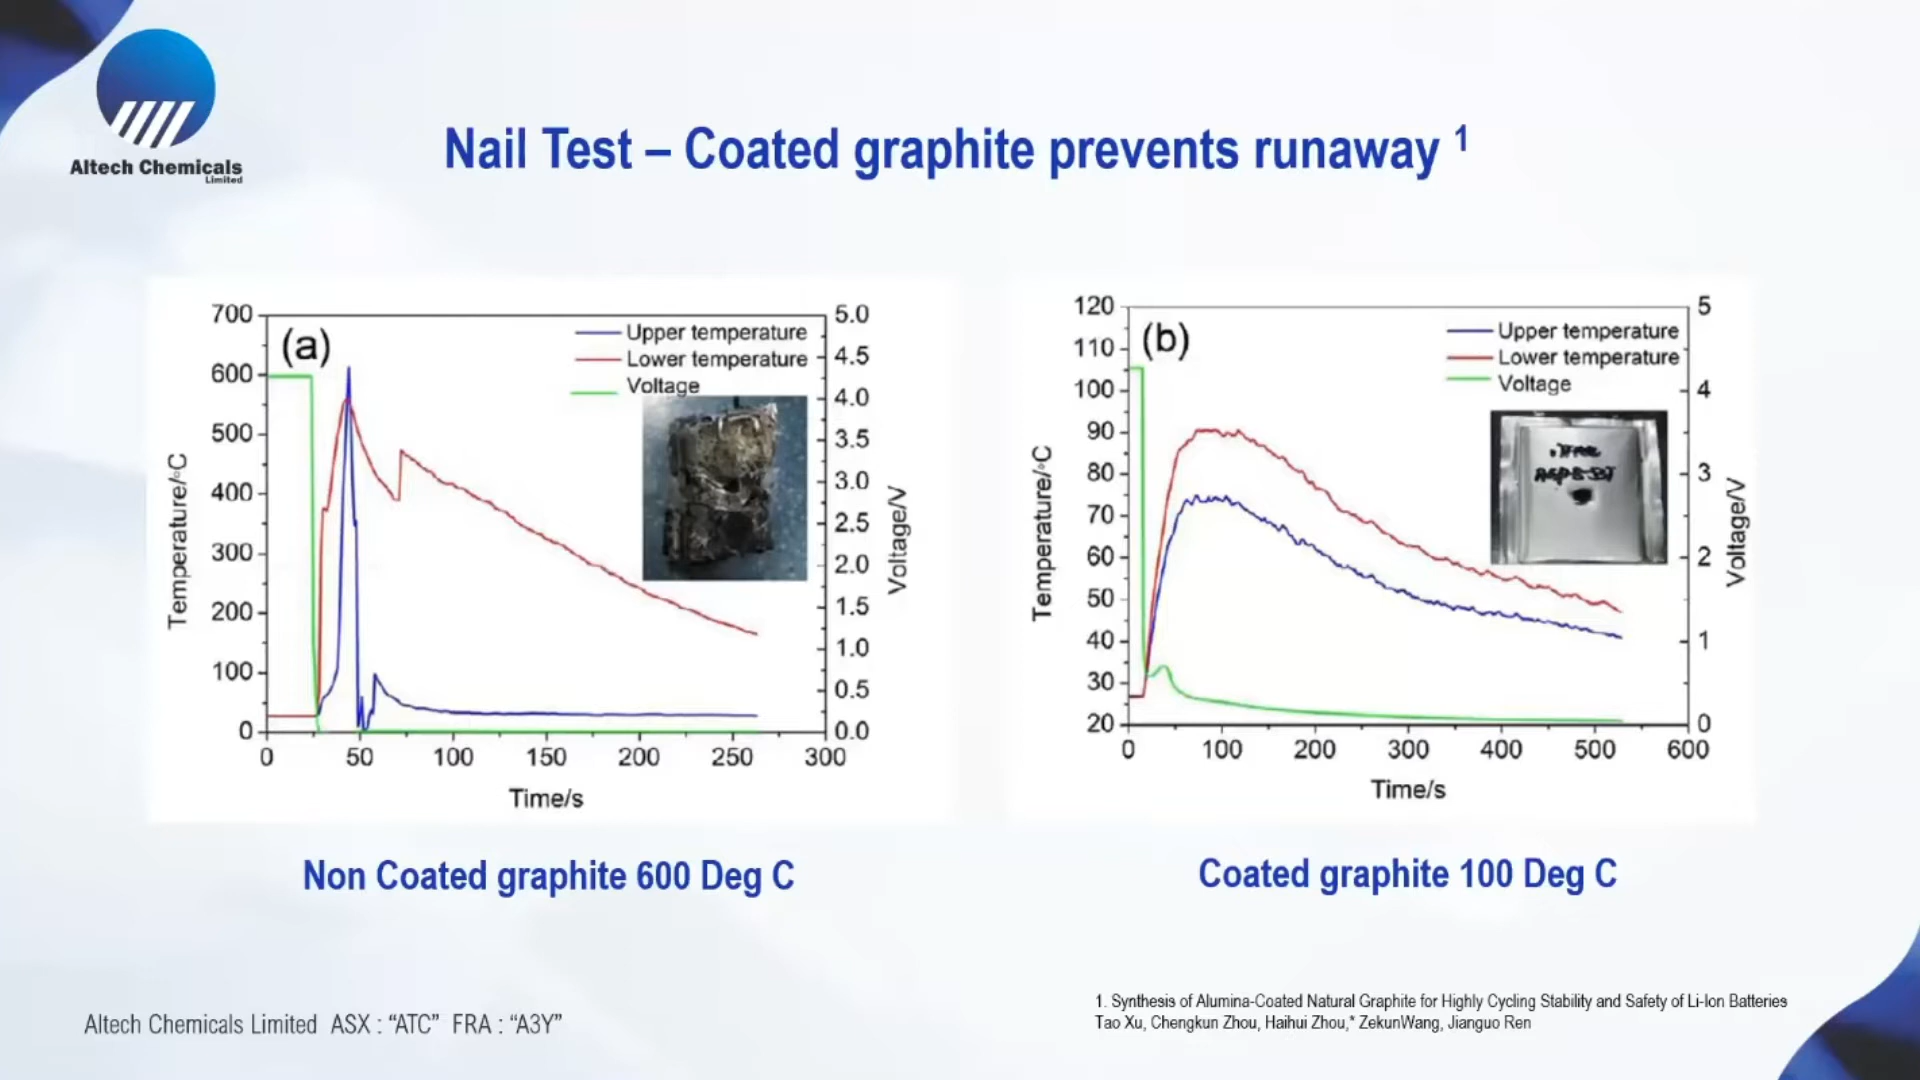 Altech Chemicals
Limited
Nail Test – Coated graphite prevents runaway 1
(a)
Upper temperature
Lower temperature
Voltage
700
600
500
400
300
200
100
0
Temperature/◦C
5.0
4.5
4.0
3.5
3.0
2.5
2.0
1.5
1.0
0.5
0.0
Voltage/V
0 50 100 150 200 250 300
Time/s
Non Coated graphite 600 Deg C
(b)
Upper temperature
Lower temperature
Voltage
120
110
100
90
80
70
60
50
40
30
20
Temperature/◦C
5
4
3
2
1
0
Voltage/V
0 100 200 300 400 500 600
Time/s
Coated graphite 100 Deg C
Altech Chemicals Limited ASX : “ATC” FRA : “A3Y”
1. Synthesis of Alumina-Coated Natural Graphite for Highly Cycling Stability and Safety of Li-Ion Batteries
Tao Xu, Chengkun Zhou, Haihui Zhou,* ZekunWang, Jianguo Ren